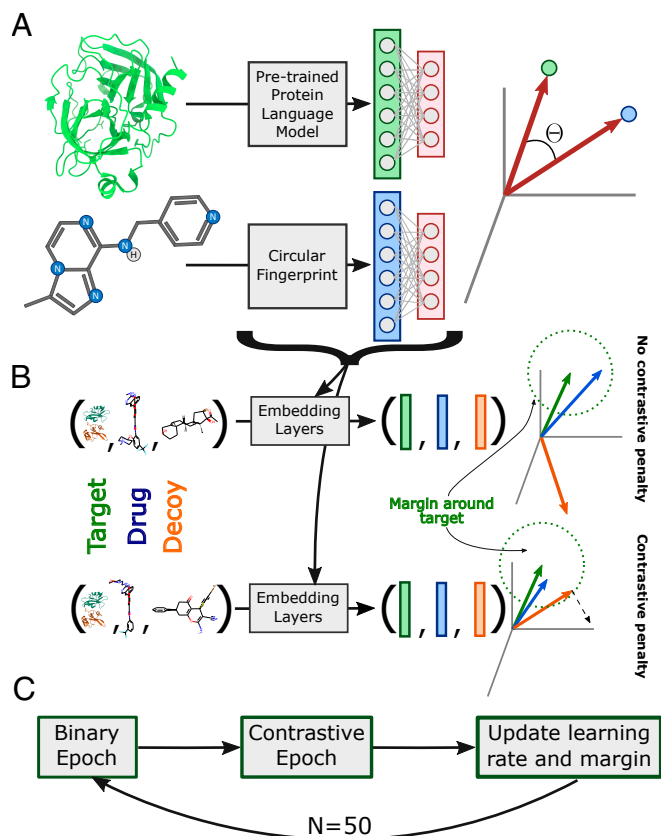 A
Pre-trained
Protein
Language
Model
Θ
N
N
N
N
N
H
Circular
Fingerprint
B
( , , )
Embedding
Layers
( , , )
No contrastive
penalty
Target
Drug
Decoy
Margin around
target
( , , )
Embedding
Layers
( , , )
Contrastive
penalty
C
Binary
Epoch
Contrastive
Epoch
Update learning
rate and margin
N=50